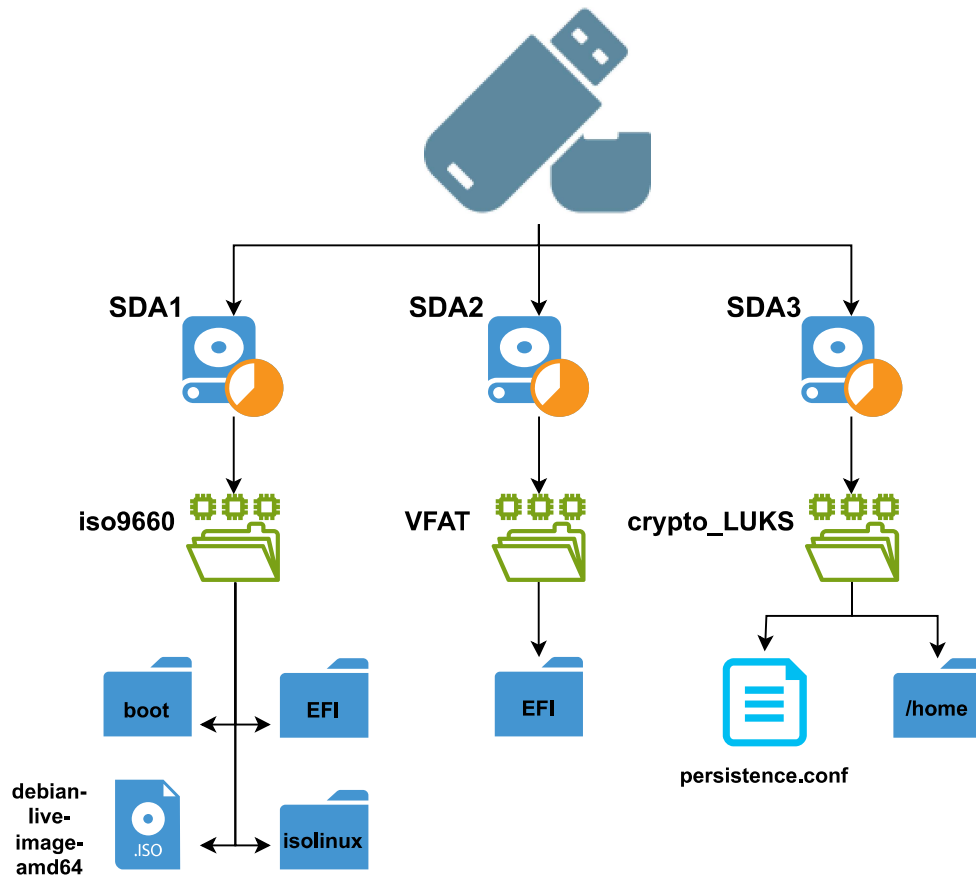 SDA1
SDA2
SDA3
iso9660
VFAT
crypto_LUKS
boot
EFI
EFI
/home
persistence.conf
debian-
live-
image-
amd64
.ISO
isolinux